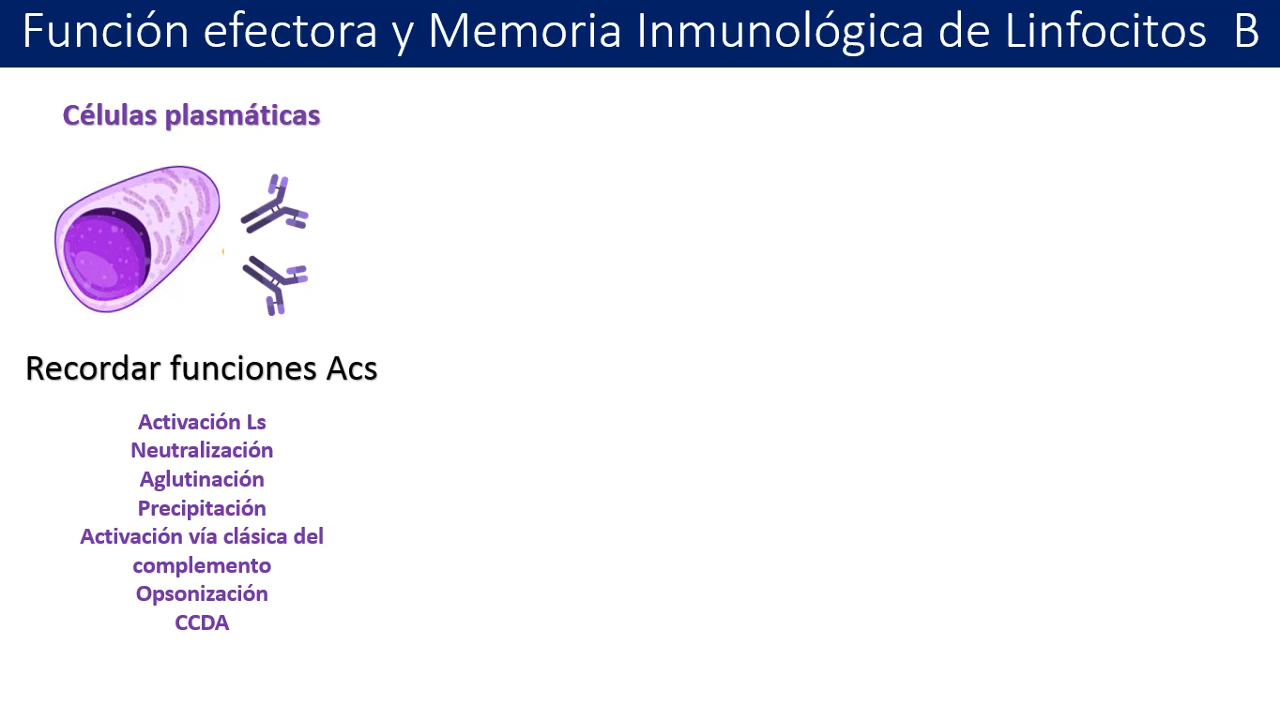 Función efectora y Memoria Inmunológica de Linfocitos B
Células plasmáticas
Recordar funciones Acs
Activación Ls
Neutralización
Aglutinación
Precipitación
Activación vía clásica del
complemento
Opsonización
CCDA